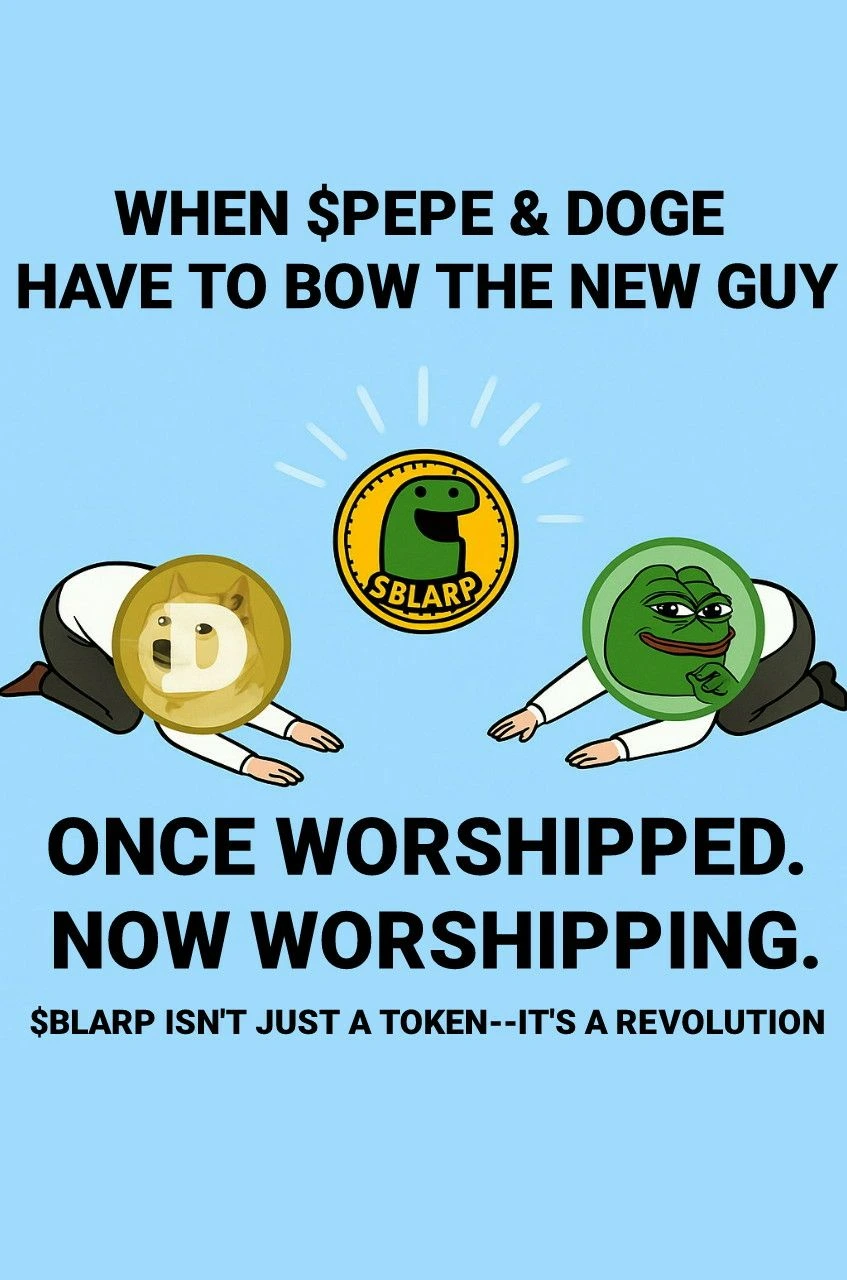 WHEN $PEPE & DOGE
HAVE TO BOW THE NEW GUY
SBLARP
D
ONCE WORSHIPPED.
NOW WORSHIPPING.
$BLARP ISN'T JUST A TOKEN--IT'S A REVOLUTION